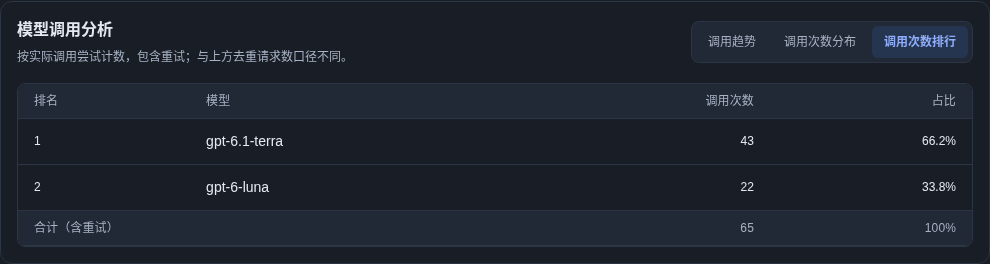 模型调用分析
按实际调用尝试计数，包含重试；与上方去重请求数口径不同。
调用趋势 调用次数分布 调用次数排行
排名 模型 调用次数 占比
1 gpt-6.1-terra 43 66.2%
2 gpt-6-luna 22 33.8%
合计（含重试） 65 100%